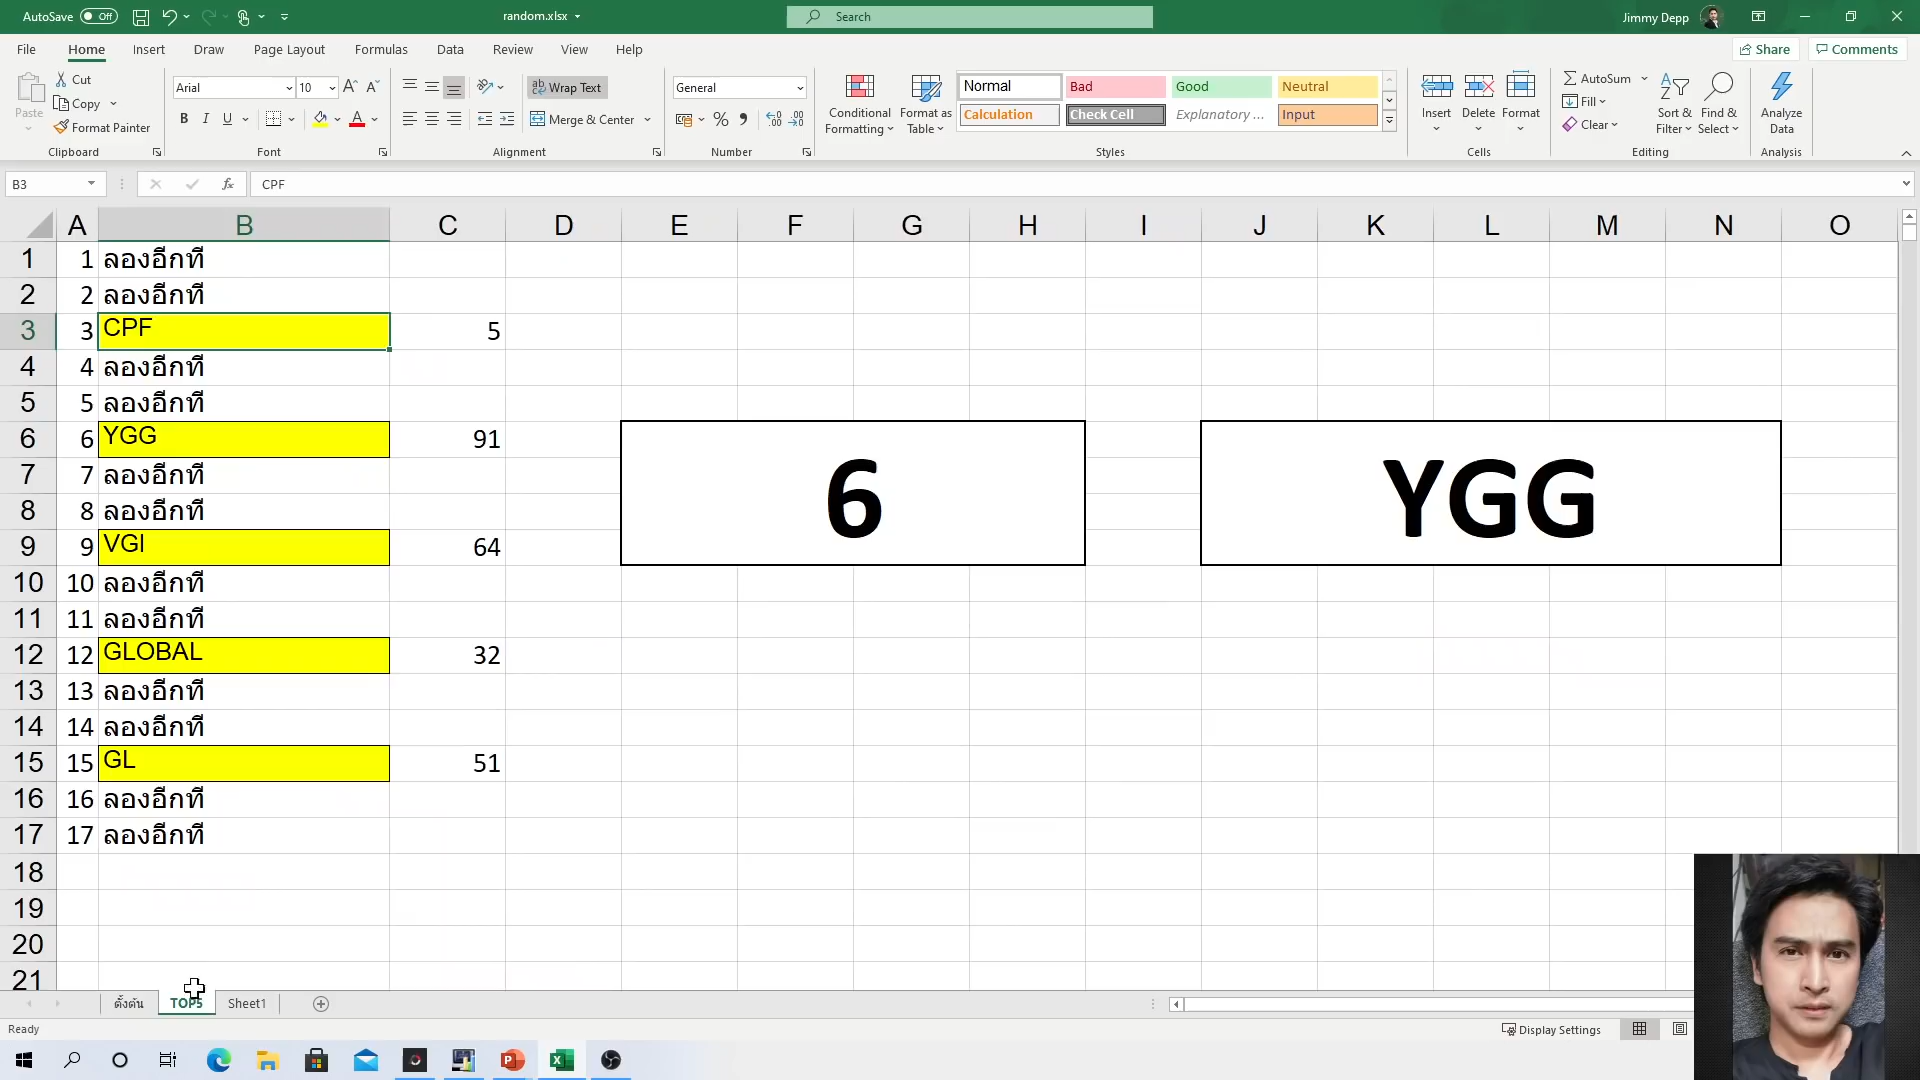 AutoSave Off random.xlsx Search Jimmy Depp
File Home Insert Draw Page Layout Formulas Data Review View Help Share Comments
Paste Cut Copy Format Painter
Clipboard
Arial 10
B I U A A A
Font
ab Wrap Text
Merge & Center
Alignment
General
% 9
Number
Conditional Formatting
Format as Table
Normal Bad Good Neutral
Calculation Check Cell Explanatory ... Input
Styles
Insert Delete Format
Cells
AutoSum
Fill
Clear
Sort & Filter
Find & Select
Editing
Analyze Data
Analysis
B3 fx CPF
A B C D E F G H I J K L M N O
1 1 ลองอีกที
2 2 ลองอีกที
3 3 CPF 5
4 4 ลองอีกที
5 5 ลองอีกที
6 6 YGG 91
7 7 ลองอีกที
8 8 ลองอีกที
9 9 VGI 64
6 YGG
10 10 ลองอีกที
11 11 ลองอีกที
12 12 GLOBAL 32
13 13 ลองอีกที
14 14 ลองอีกที
15 15 GL 51
16 16 ลองอีกที
17 17 ลองอีกที
18
19
20
21
ตั้งต้น TOP5 Sheet1
Ready Display Settings